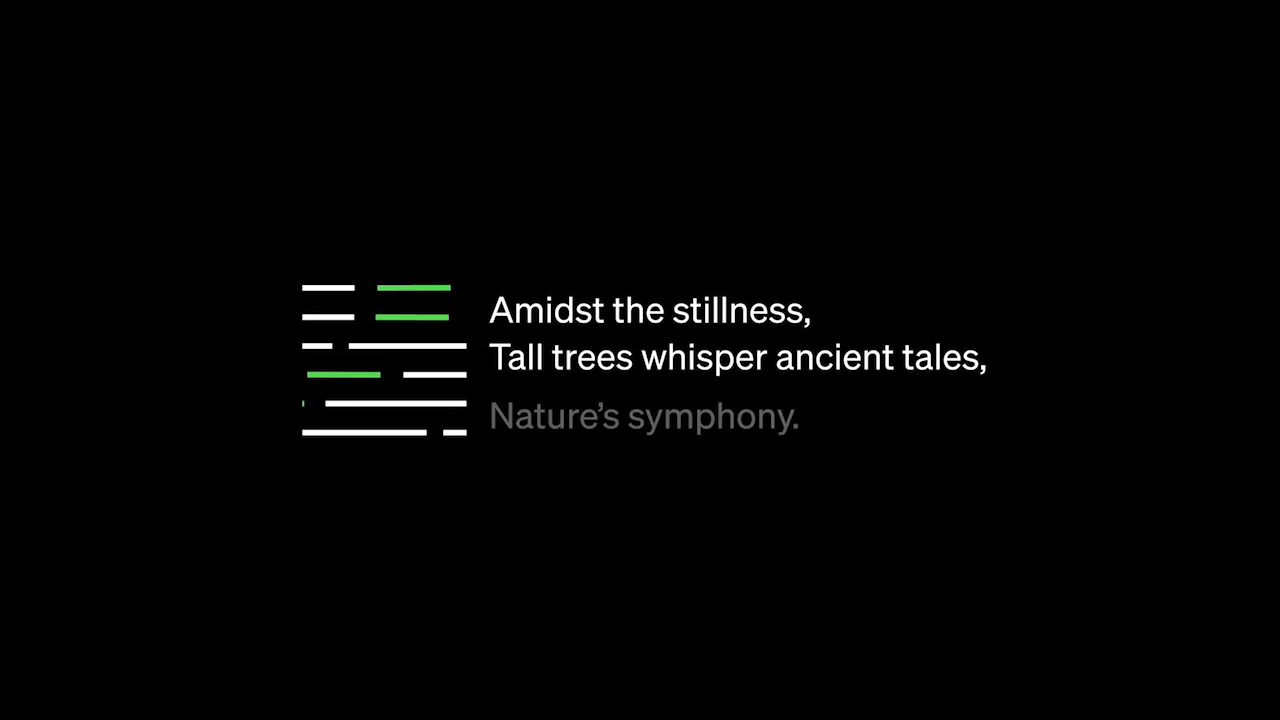 Amidst the stillness,
Tall trees whisper ancient tales,
Nature’s symphony.